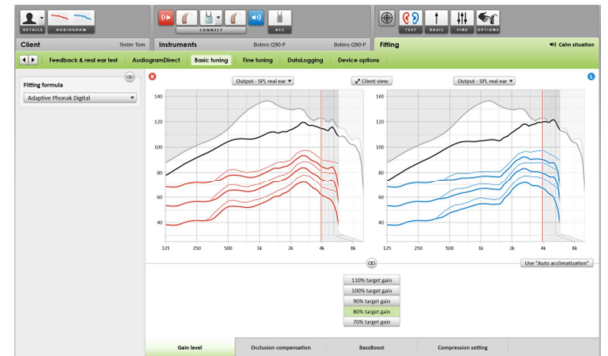 DETAILS AUDIOGRAM CONNECT ACC TEST BASIC FINE OPTIONS
Client Tester Tom Instruments Bolero Q90-P Bolero Q90-P Fitting Calm situation
Feedback & real ear test AudiogramDirect Basic tuning Fine tuning DataLogging Device options
Fitting formula
Adaptive Phonak Digital
Output - SPL real ear Client view Output - SPL real ear
140 140
120 120
100 100
80 80
60 60
40 40
125 250 500 1k 2k 4k 8k 125 250 500 1k 2k 4k 8k
Use "Auto acclimatization"
110% target gain
100% target gain
90% target gain
80% target gain
70% target gain
Gain level Occlusion compensation BassBoost Compression setting